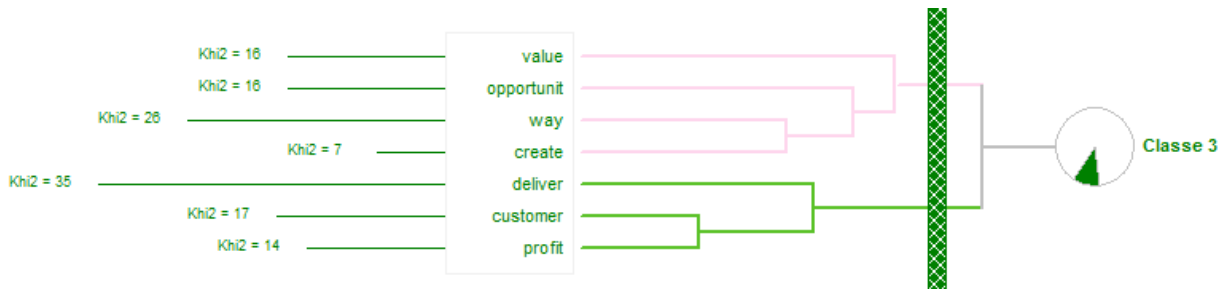 Khi2 = 16 value
Khi2 = 16 opportunit
Khi2 = 26 way
Khi2 = 7 create
Khi2 = 35 deliver
Khi2 = 17 customer
Khi2 = 14 profit
Classe 3